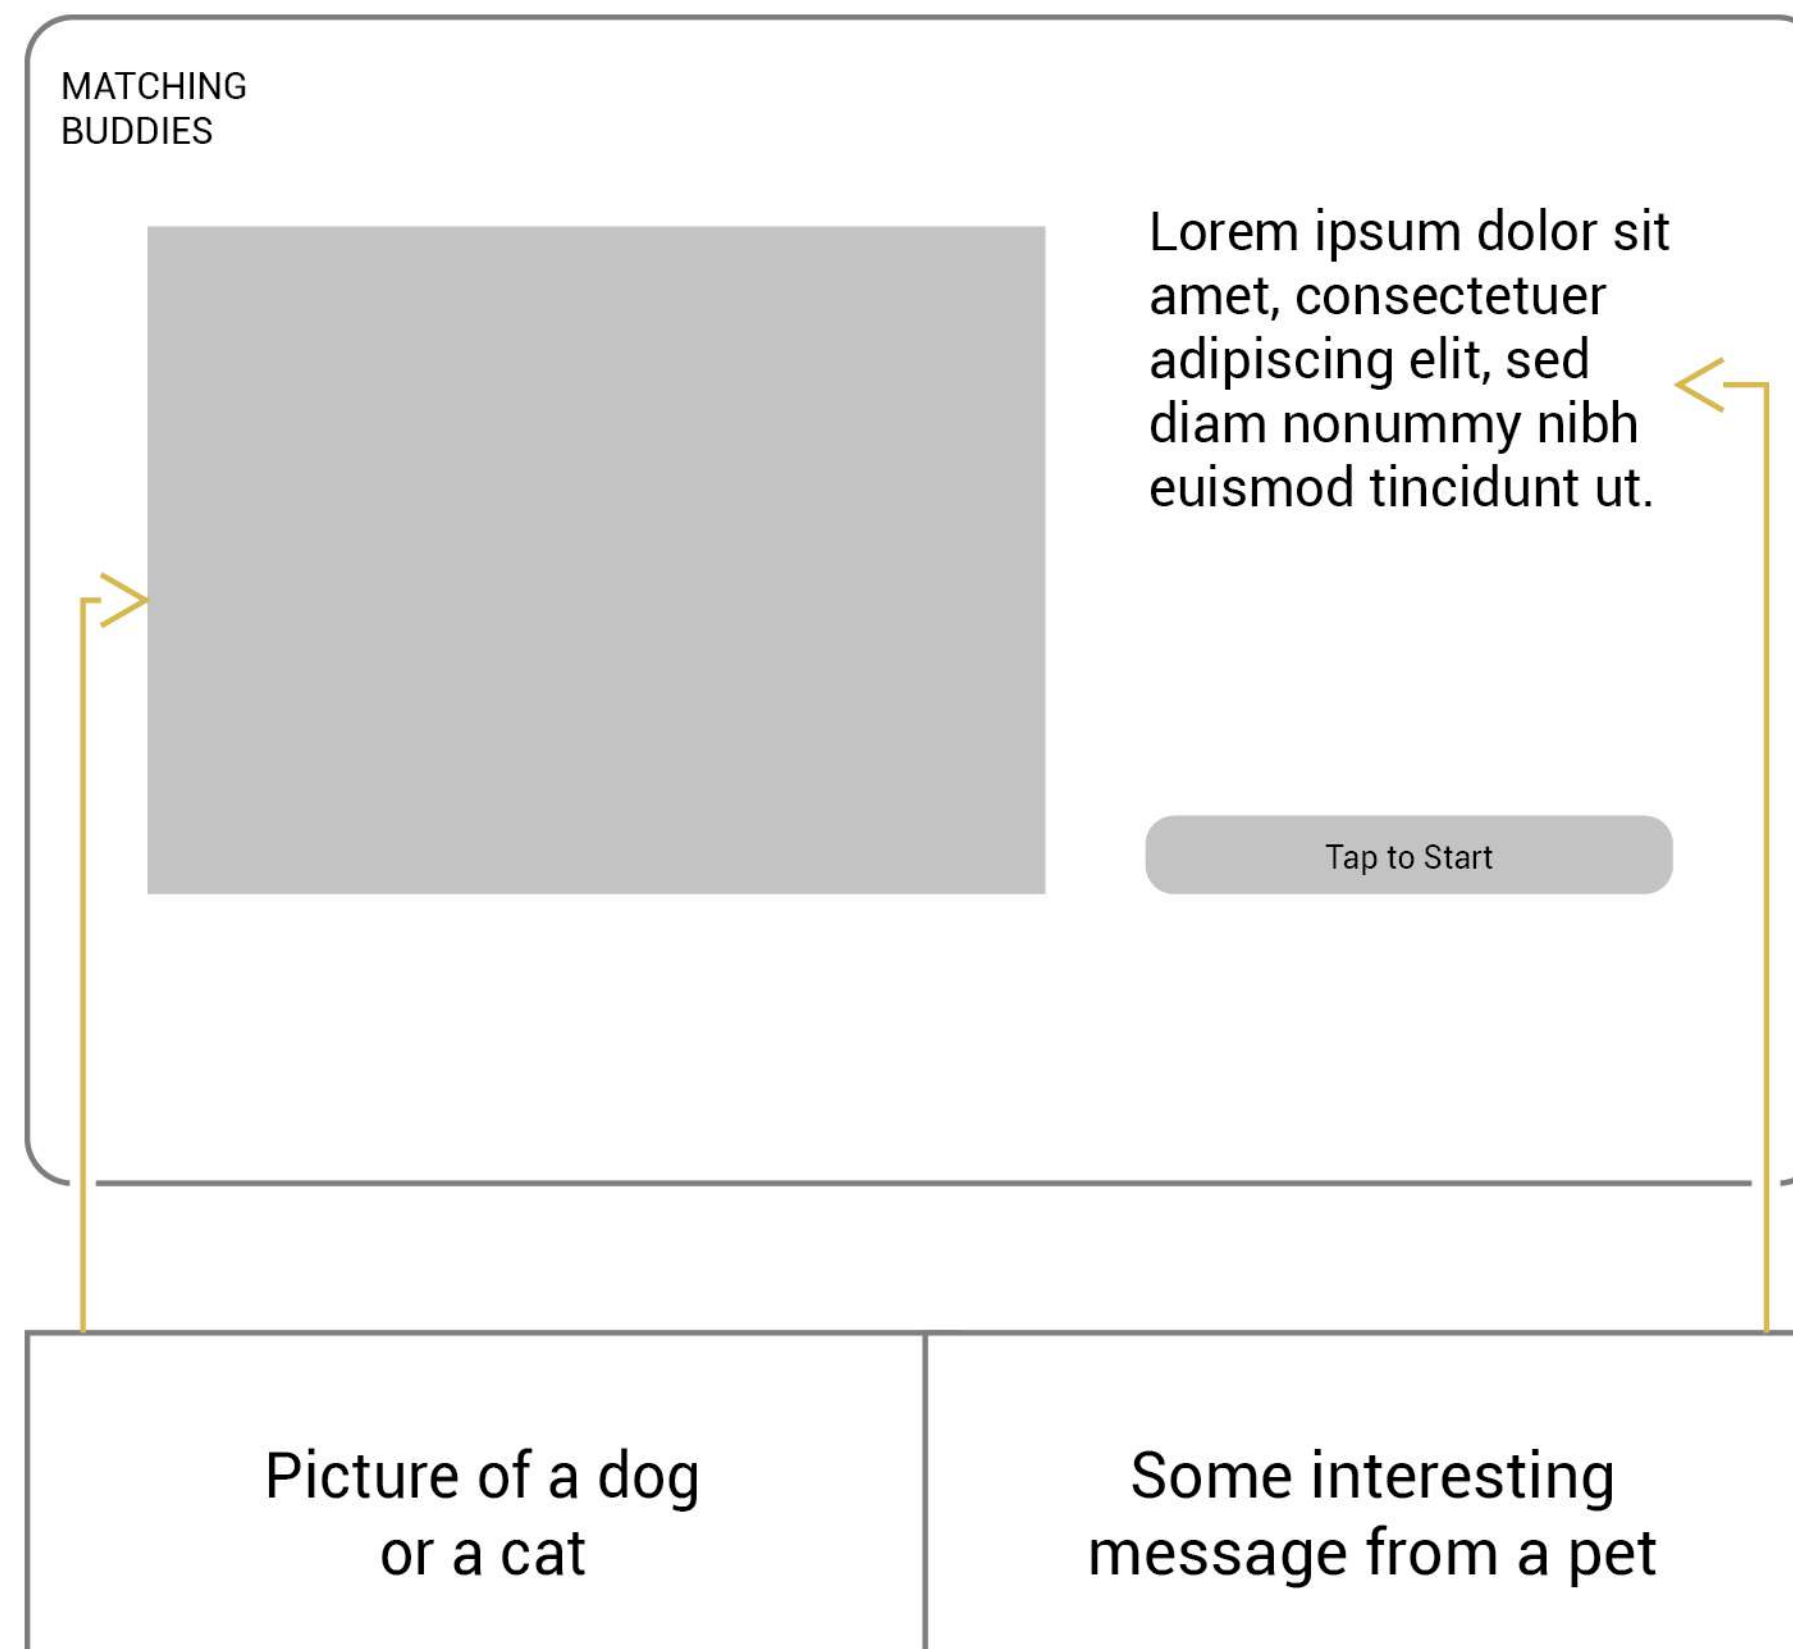 MATCHING
BUDDIES
Lorem ipsum dolor sit
amet, consectetuer
adipiscing elit, sed
diam nonummy nibh
euismod tincidunt ut.
Tap to Start
Picture of a dog
or a cat
Some interesting
message from a pet